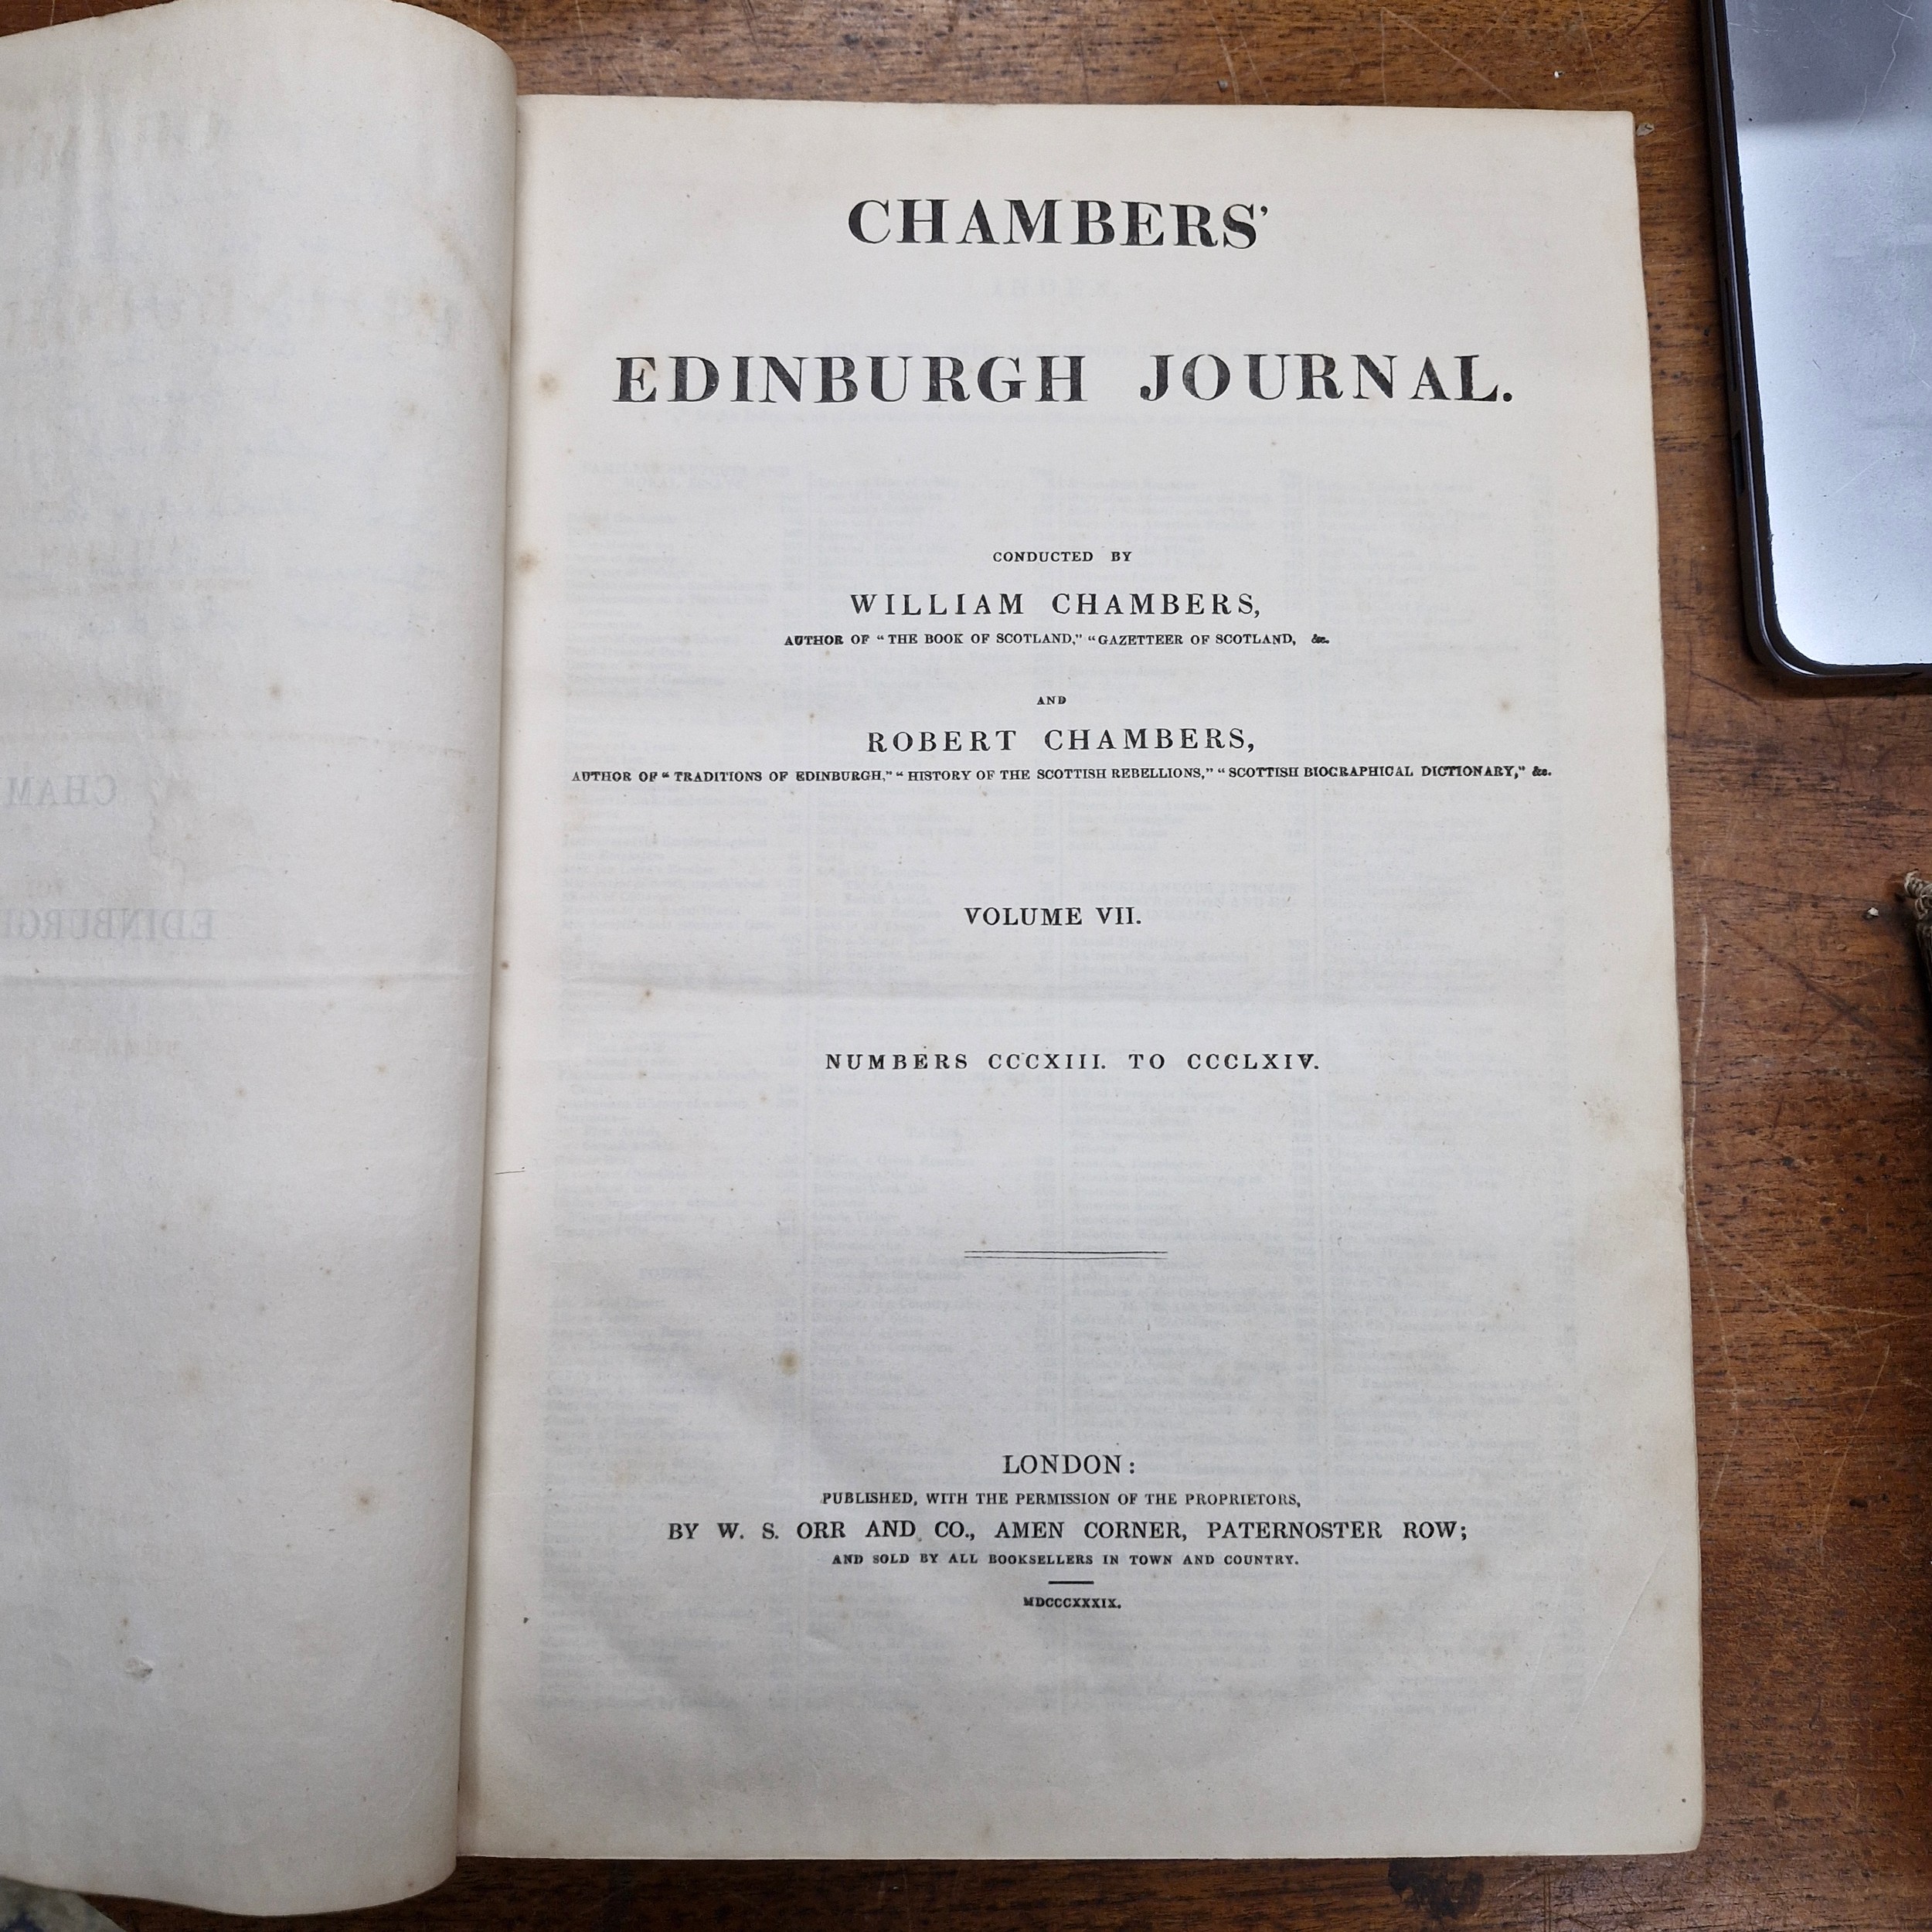 CHAMBERS'
EDINBURGH JOURNAL.
CONDUCTED BY
WILLIAM CHAMBERS,
AUTHOR OF "THE BOOK OF SCOTLAND," "GAZETTEER OF SCOTLAND, &c.
AND
ROBERT CHAMBERS,
AUTHOR OF "TRADITIONS OF EDINBURGH," "HISTORY OF THE SCOTTISH REBELLIONS," "SCOTTISH BIOGRAPHICAL DICTIONARY," &c.
VOLUME VII.
NUMBERS CCCXIII. TO CCCLXIV.
LONDON:
PUBLISHED, WITH THE PERMISSION OF THE PROPRIETORS,
BY W. S. ORR AND CO., AMEN CORNER, PATERNOSTER ROW;
AND SOLD BY ALL BOOKSELLERS IN TOWN AND COUNTRY.
MDCCCXXXIX.